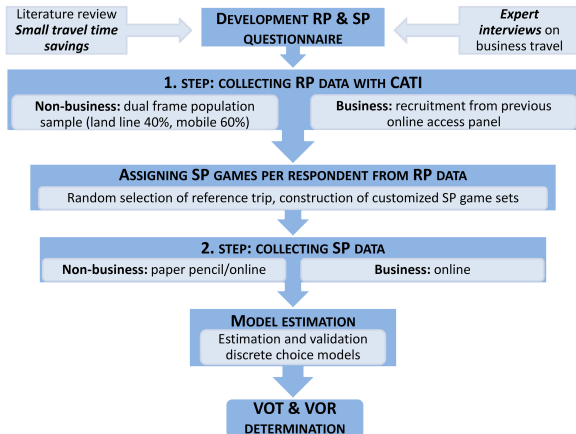 Literature review
Small travel time
savings
DEVELOPMENT RP & SP
QUESTIONNAIRE
Expert
interviews on
business travel
1. STEP: COLLECTING RP DATA WITH CATI
Non-business: dual frame population
sample (land line 40%, mobile 60%)
Business: recruitment from previous
online access panel
ASSIGNING SP GAMES PER RESPONDENT FROM RP DATA
Random selection of reference trip, construction of customized SP game sets
2. STEP: COLLECTING SP DATA
Non-business: paper pencil/online
Business: online
MODEL ESTIMATION
Estimation and validation
discrete choice models
VOT & VOR
DETERMINATION